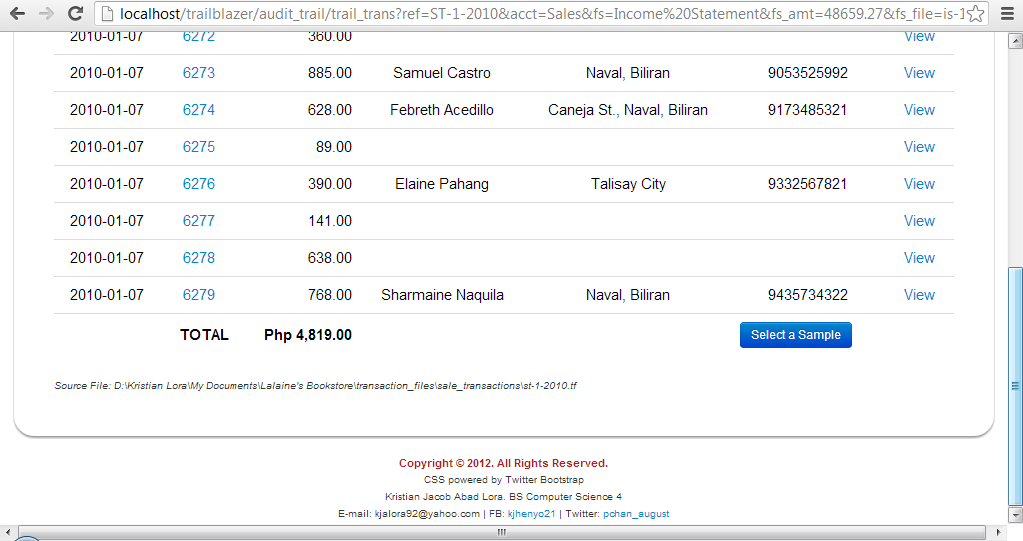 localhost/trailblazer/audit_trail/trail_trans?ref=ST-1-2010&acct=Sales&fs=Income%20Statement&fs_amt=48659.27&fs_file=is-1
2010-01-07 6272 360.00 View
2010-01-07 6273 885.00 Samuel Castro Naval, Biliran 9053525992 View
2010-01-07 6274 628.00 Febreth Acedillo Caneja St., Naval, Biliran 9173485321 View
2010-01-07 6275 89.00 View
2010-01-07 6276 390.00 Elaine Pahang Talisay City 9332567821 View
2010-01-07 6277 141.00 View
2010-01-07 6278 638.00 View
2010-01-07 6279 768.00 Sharmaine Naquila Naval, Biliran 9435734322 View
TOTAL Php 4,819.00 Select a Sample
Source File: D:\Kristian Lora\My Documents\Lalaine's Bookstore\transaction_files\sale_transactions\st-1-2010.tf
Copyright © 2012. All Rights Reserved.
CSS powered by Twitter Bootstrap
Kristian Jacob Abad Lora. BS Computer Science 4
E-mail: kjalora92@yahoo.com | FB: kjhenyo21 | Twitter: pchan_august